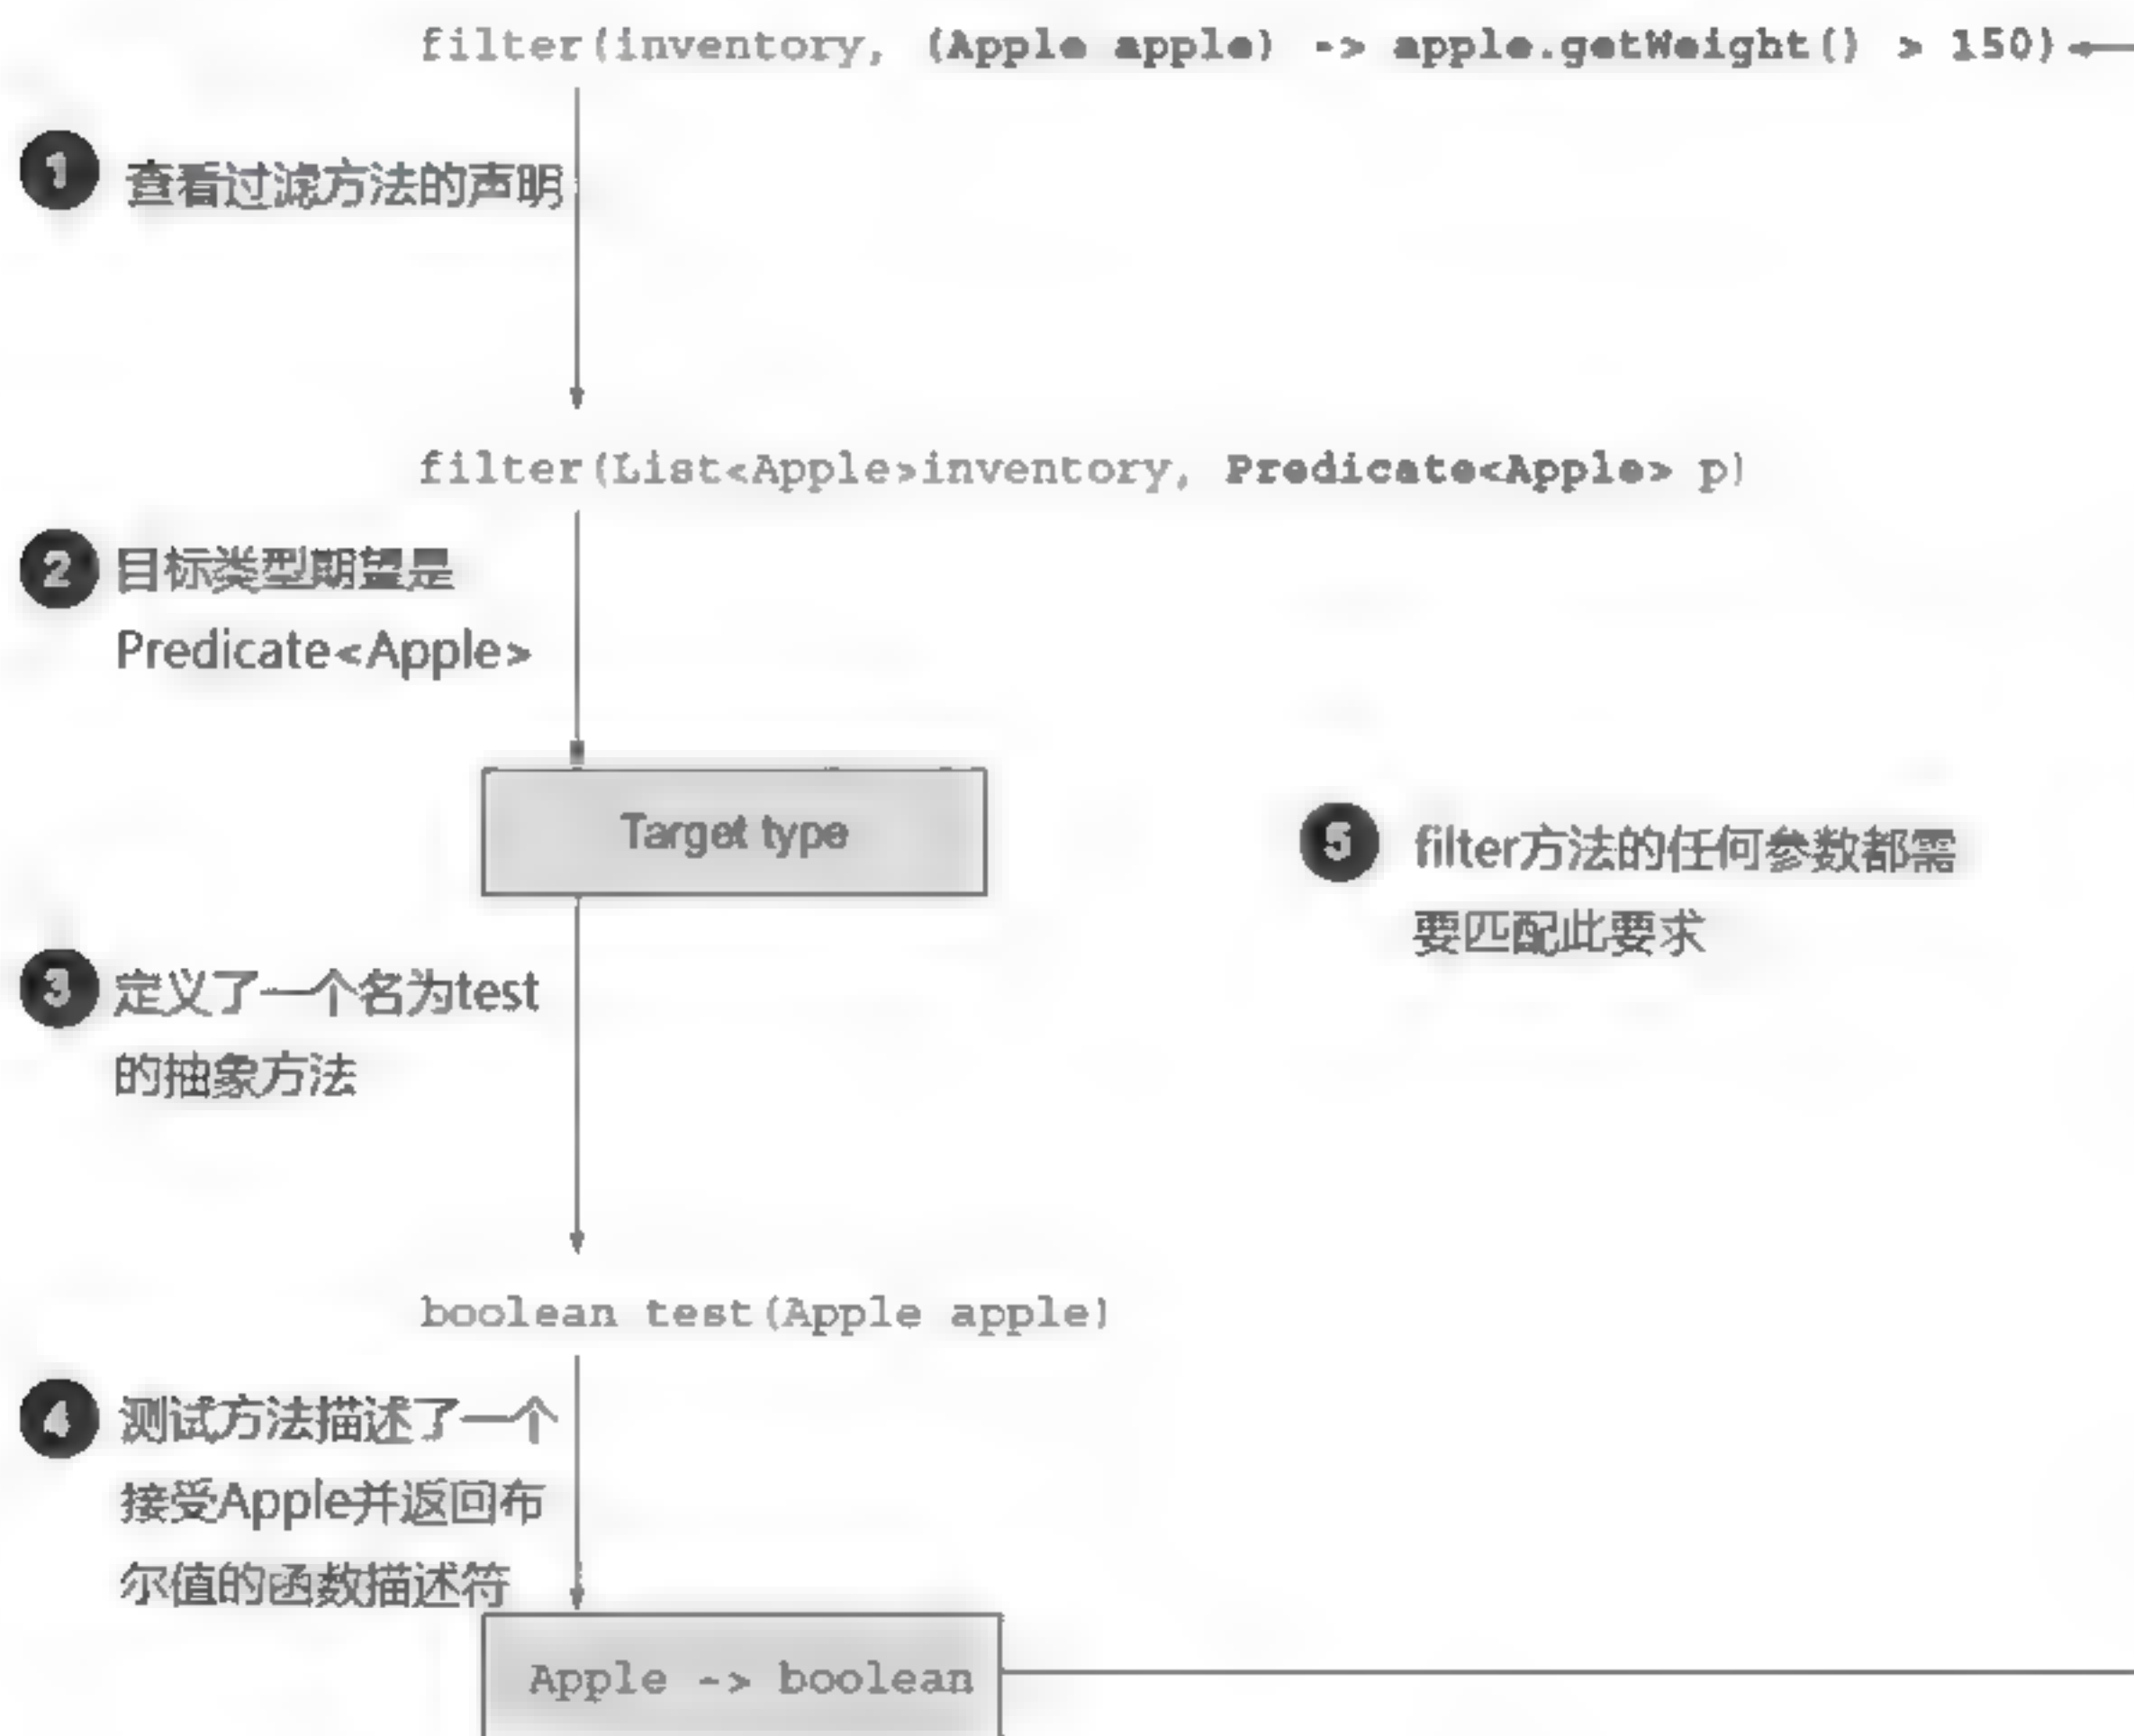 filter(inventory, (Apple apple) -> apple.getWeight() > 150)
1 查看过滤方法的声明
filter(List<Apple>inventory, Predicate<Apple> p)
2 目标类型期望是
Predicate<Apple>
Target type
5 filter方法的任何参数都需
要匹配此要求
3 定义了一个名为test
的抽象方法
boolean test(Apple apple)
4 测试方法描述了一个
接受Apple并返回布
尔值的函数描述符
Apple -> boolean